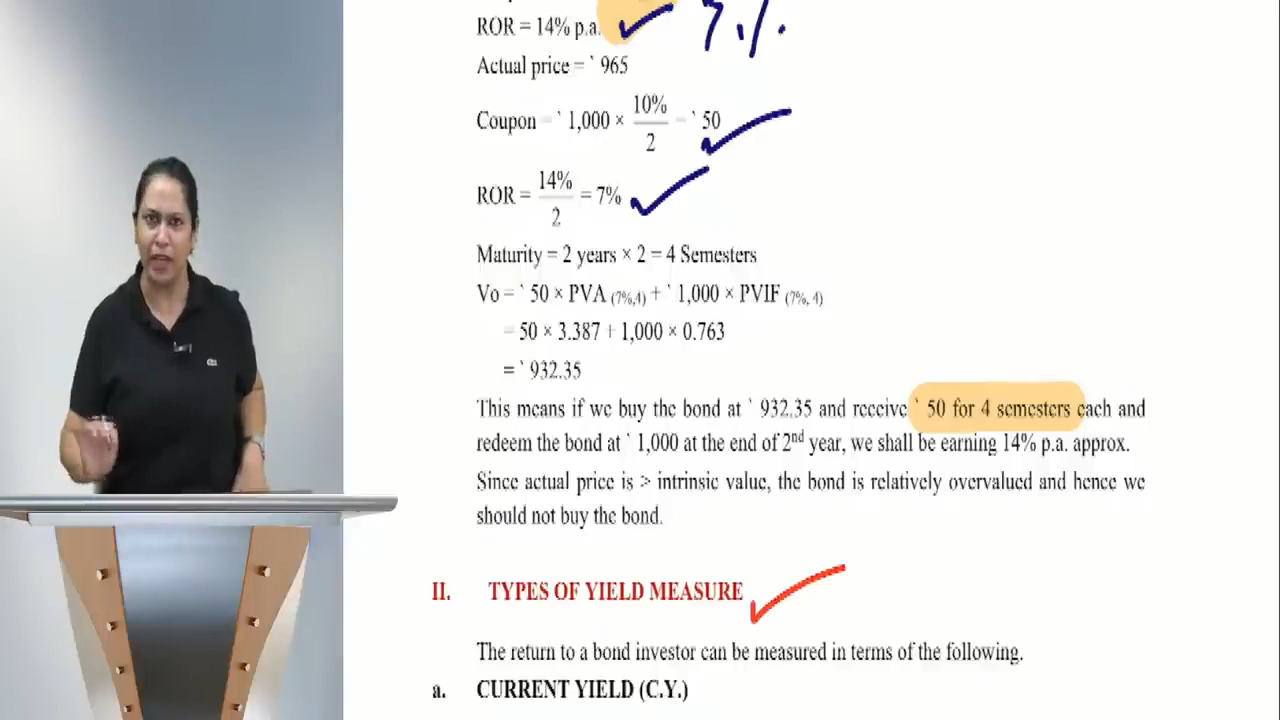 ROR = 14% p.a.
7 %
Actual price = ` 965
Coupon = ` 1,000 × 10%/2 = ` 50
ROR = 14%/2 = 7%
Maturity = 2 years × 2 = 4 Semesters
Vo = ` 50 × PVA (7%,4) + ` 1,000 × PVIF (7%, 4)
= 50 × 3.387 + 1,000 × 0.763
= ` 932.35
This means if we buy the bond at ` 932.35 and receive ` 50 for 4 semesters each and
redeem the bond at ` 1,000 at the end of 2nd year, we shall be earning 14% p.a. approx.
Since actual price is > intrinsic value, the bond is relatively overvalued and hence we
should not buy the bond.
II. TYPES OF YIELD MEASURE
The return to a bond investor can be measured in terms of the following.
a. CURRENT YIELD (C.Y.)